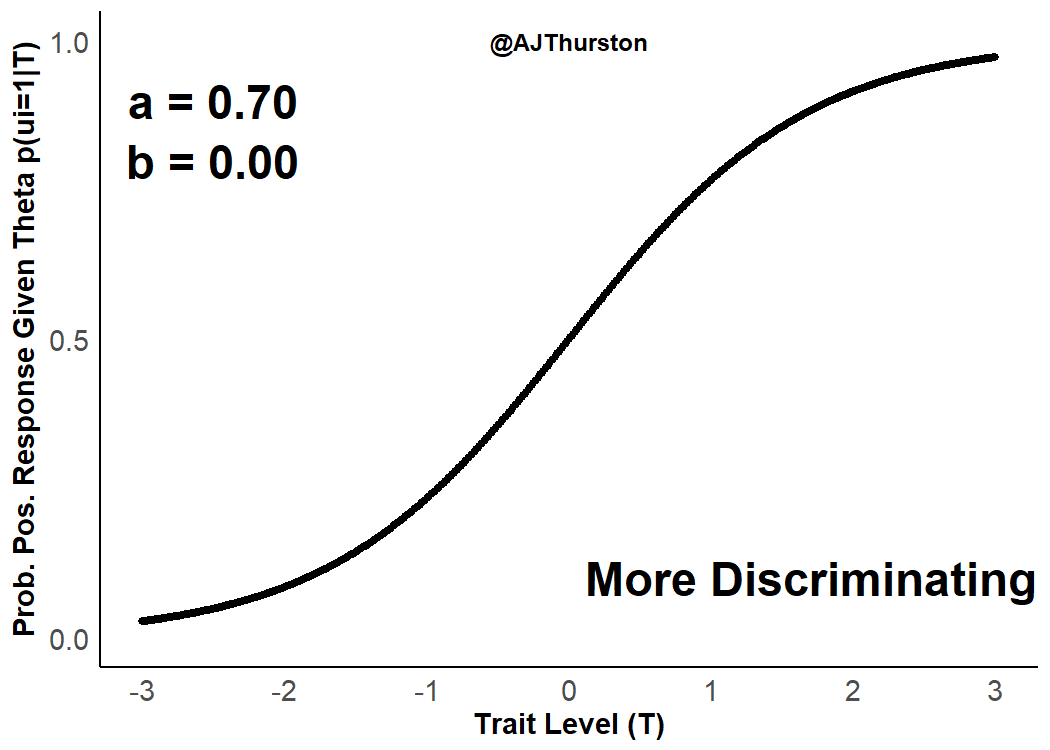 @AJThurston
a = 0.70
b = 0.00
More Discriminating
Prob. Pos. Response Given Theta p(ui=1|T)
1.0
0.5
0.0
-3 -2 -1 0 1 2 3
Trait Level (T)